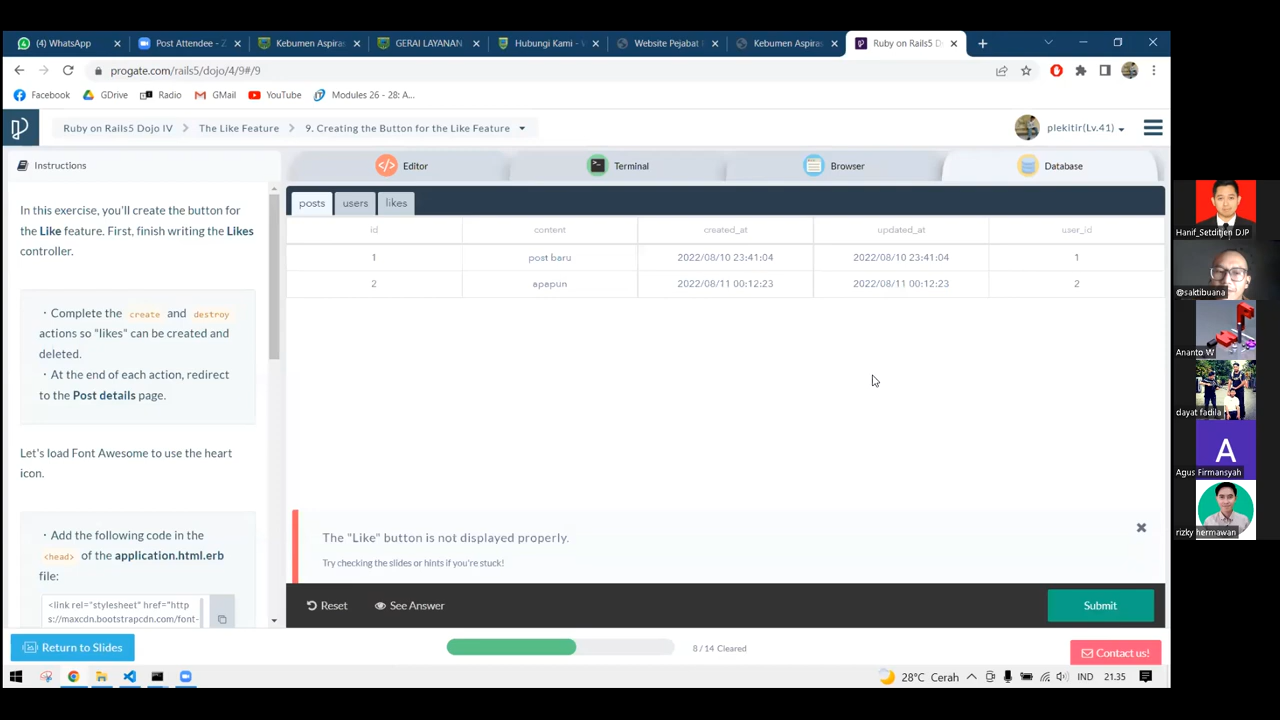 (4) WhatsApp
Post Attendee - Z
Kebumen Aspiras
GERAI LAYANAN
Hubungi Kami - W
Website Pejabat
Kebumen Aspiras
Ruby on Rails5 D
progate.com/rails5/dojo/4/9#/9
Facebook
GDrive
Radio
GMail
YouTube
Modules 26 - 28: A...
Ruby on Rails5 Dojo IV
The Like Feature
9. Creating the Button for the Like Feature
plekitir(Lv.41)
Instructions
Editor
Terminal
Browser
Database
In this exercise, you'll create the button for
the Like feature. First, finish writing the Likes
controller.
・Complete the create and destroy
actions so "likes" can be created and
deleted.
・At the end of each action, redirect
to the Post details page.
Let's load Font Awesome to use the heart
icon.
・Add the following code in the
<head> of the application.html.erb
file:
<link rel="stylesheet" href="http
s://maxcdn.bootstrapcdn.com/font-
posts users likes
id content created_at updated_at user_id
1 post baru 2022/08/10 23:41:04 2022/08/10 23:41:04 1
2 apapun 2022/08/11 00:12:23 2022/08/11 00:12:23 2
The "Like" button is not displayed properly.
Try checking the slides or hints if you're stuck!
Reset
See Answer
Submit
Return to Slides
8 / 14 Cleared
Contact us!
28°C Cerah
IND
21.35
Hanif_Setditjen DJP
@saktibuana
Ananto W
dayat fadila
A
Agus Firmansyah
rizky hermawan